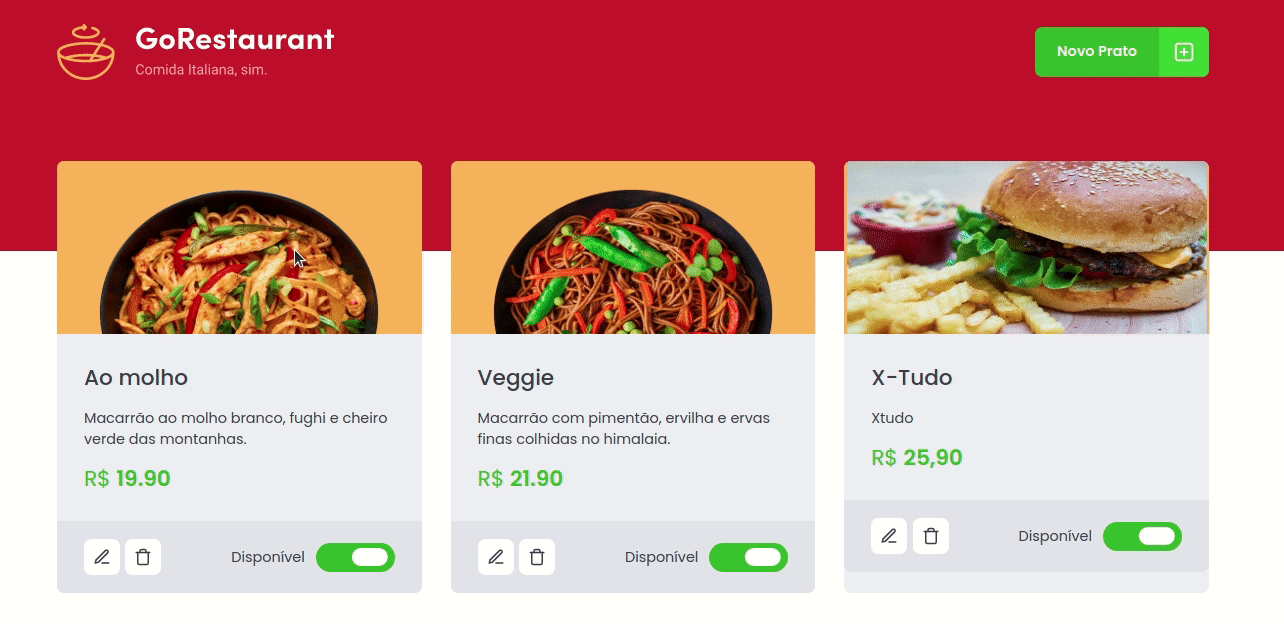 GoRestaurant
Comida Italiana, sim.
Novo Prato
Ao molho
Macarrão ao molho branco, fughi e cheiro
verde das montanhas.
R$ 19.90
Disponível
Veggie
Macarrão com pimentão, ervilha e ervas
finas colhidas no himalaia.
R$ 21.90
Disponível
X-Tudo
Xtudo
R$ 25,90
Disponível